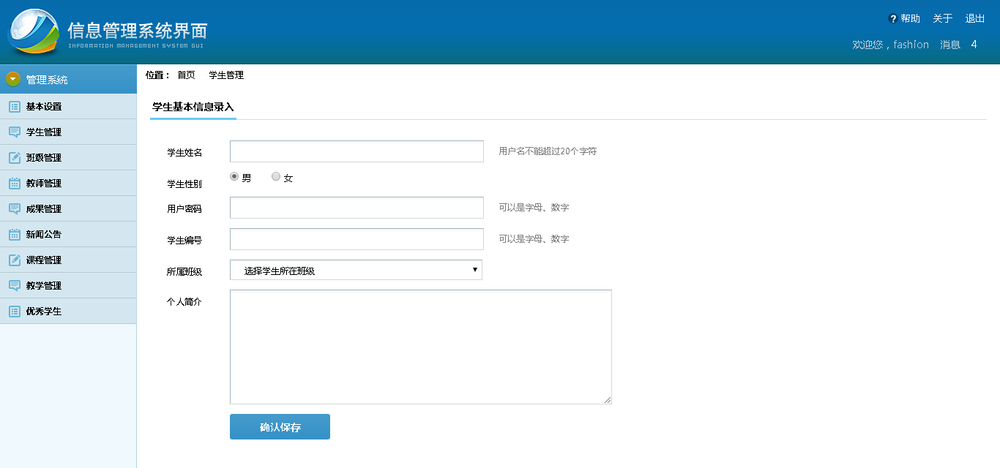 信息管理系统界面
INFORMATION MANAGEMENT SYSTEM GUI
? 帮助 关于 退出
欢迎您，fashion 消息 4
管理系统
基本设置
学生管理
班级管理
教师管理
成果管理
新闻公告
课程管理
教学管理
优秀学生
位置： 首页 学生管理
学生基本信息录入
学生姓名 用户名不能超过20个字符
学生性别 男 女
用户密码 可以是字母、数字
学生编号 可以是字母、数字
所属班级 选择学生所在班级
个人简介
确认保存